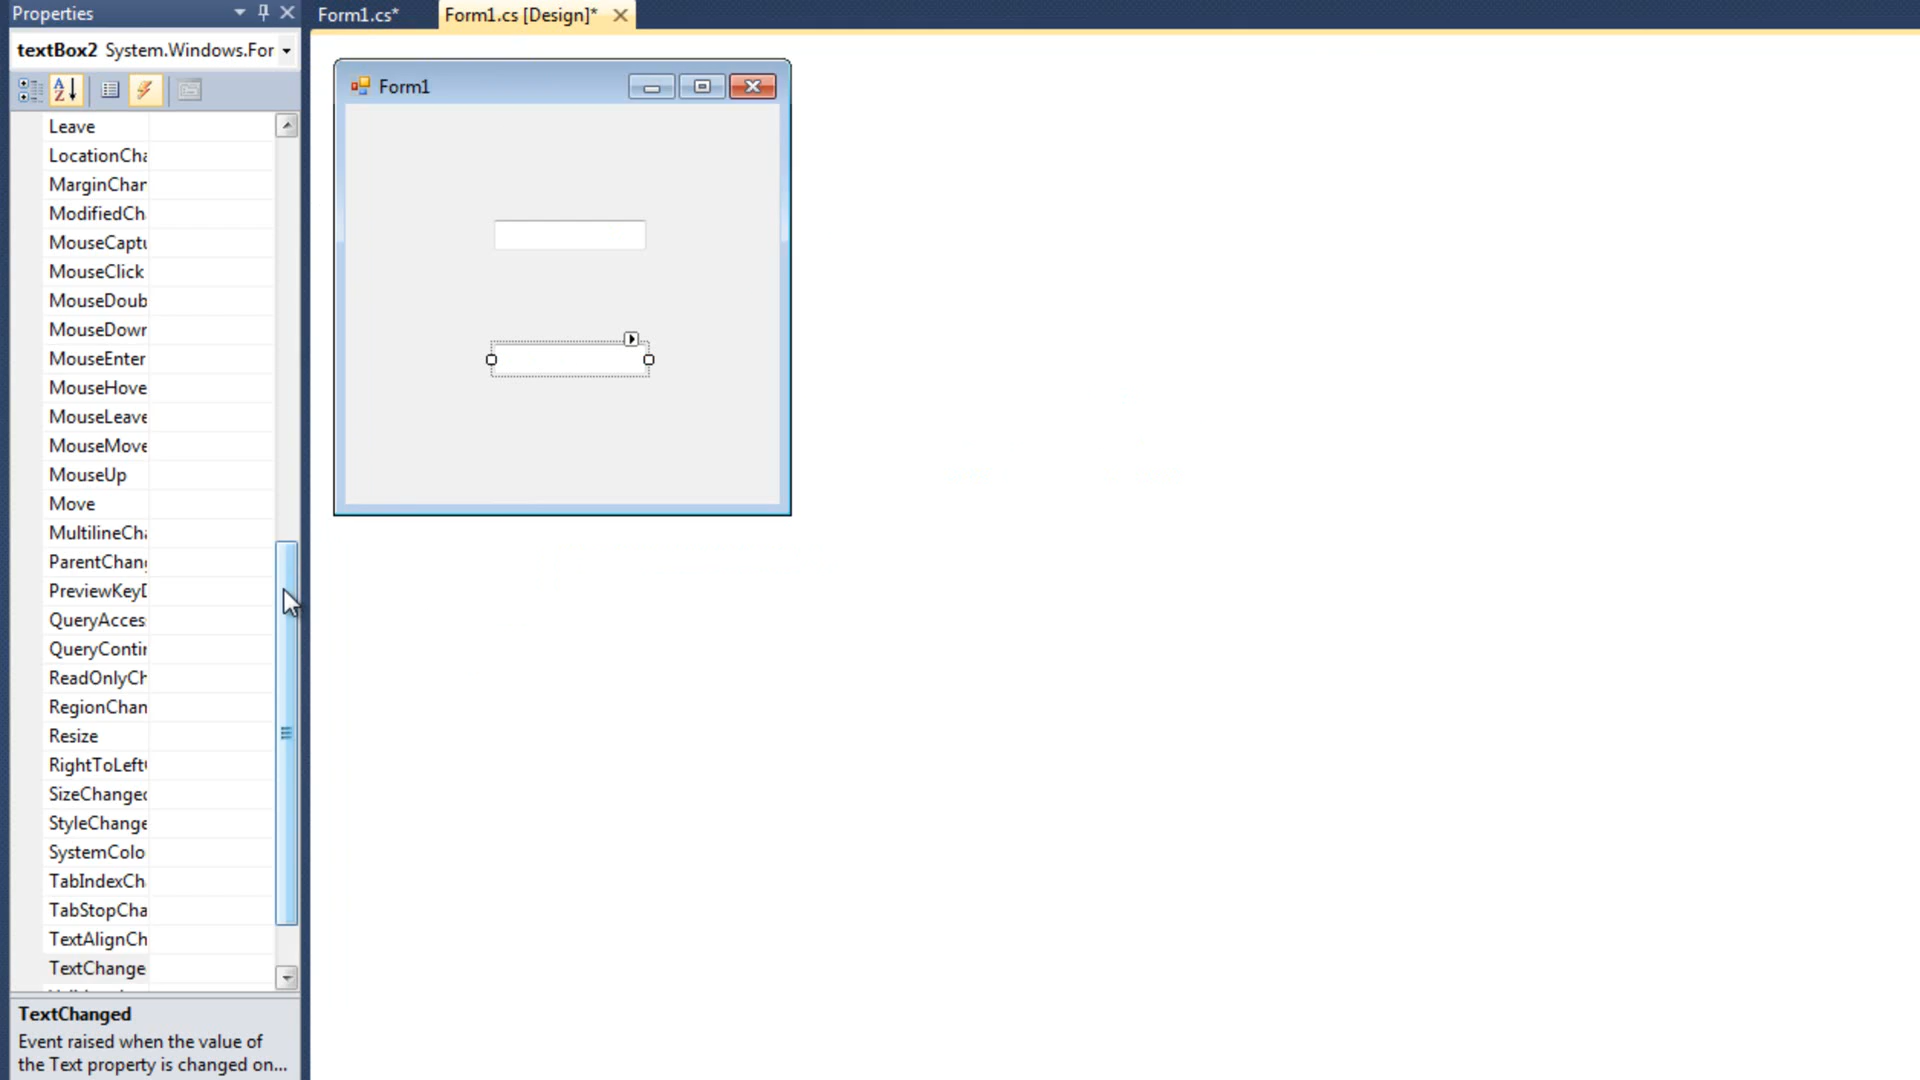 Properties
Form1.cs*
Form1.cs [Design]*
textBox2 System.Windows.For
Form1
Leave
LocationCha
MarginChar
ModifiedCh
MouseCaptu
MouseClick
MouseDoub
MouseDowr
MouseEnter
MouseHove
MouseLeave
MouseMove
MouseUp
Move
MultilineCha
ParentChan
PreviewKeyD
QueryAcces
QueryContir
ReadOnlyCh
RegionChan
Resize
RightToLeft
SizeChanged
StyleChange
SystemColo
TabIndexCh
TabStopCha
TextAlignCh
TextChange
TextChanged
Event raised when the value of
the Text property is changed on...